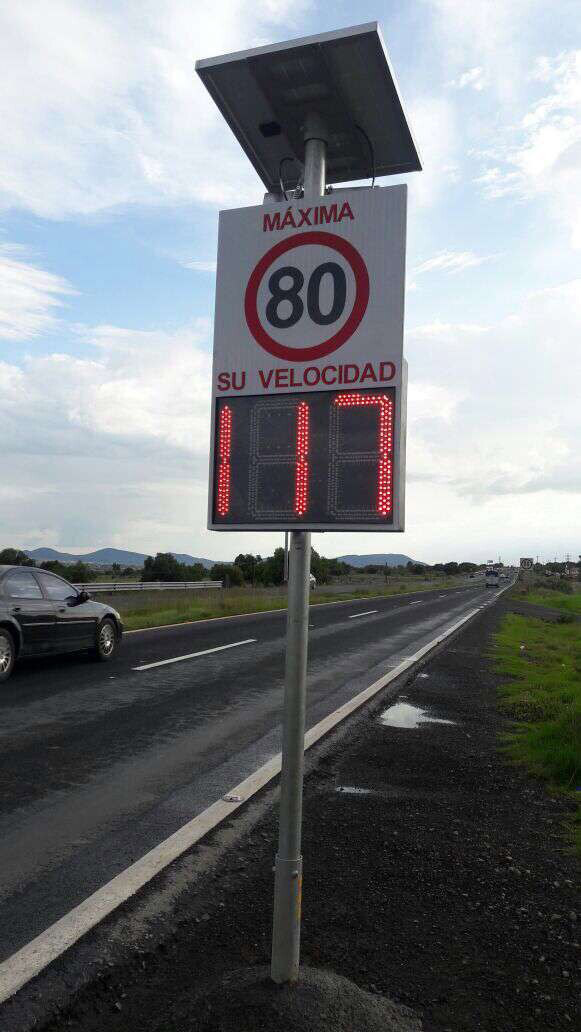 MÁXIMA
80
SU VELOCIDAD
117